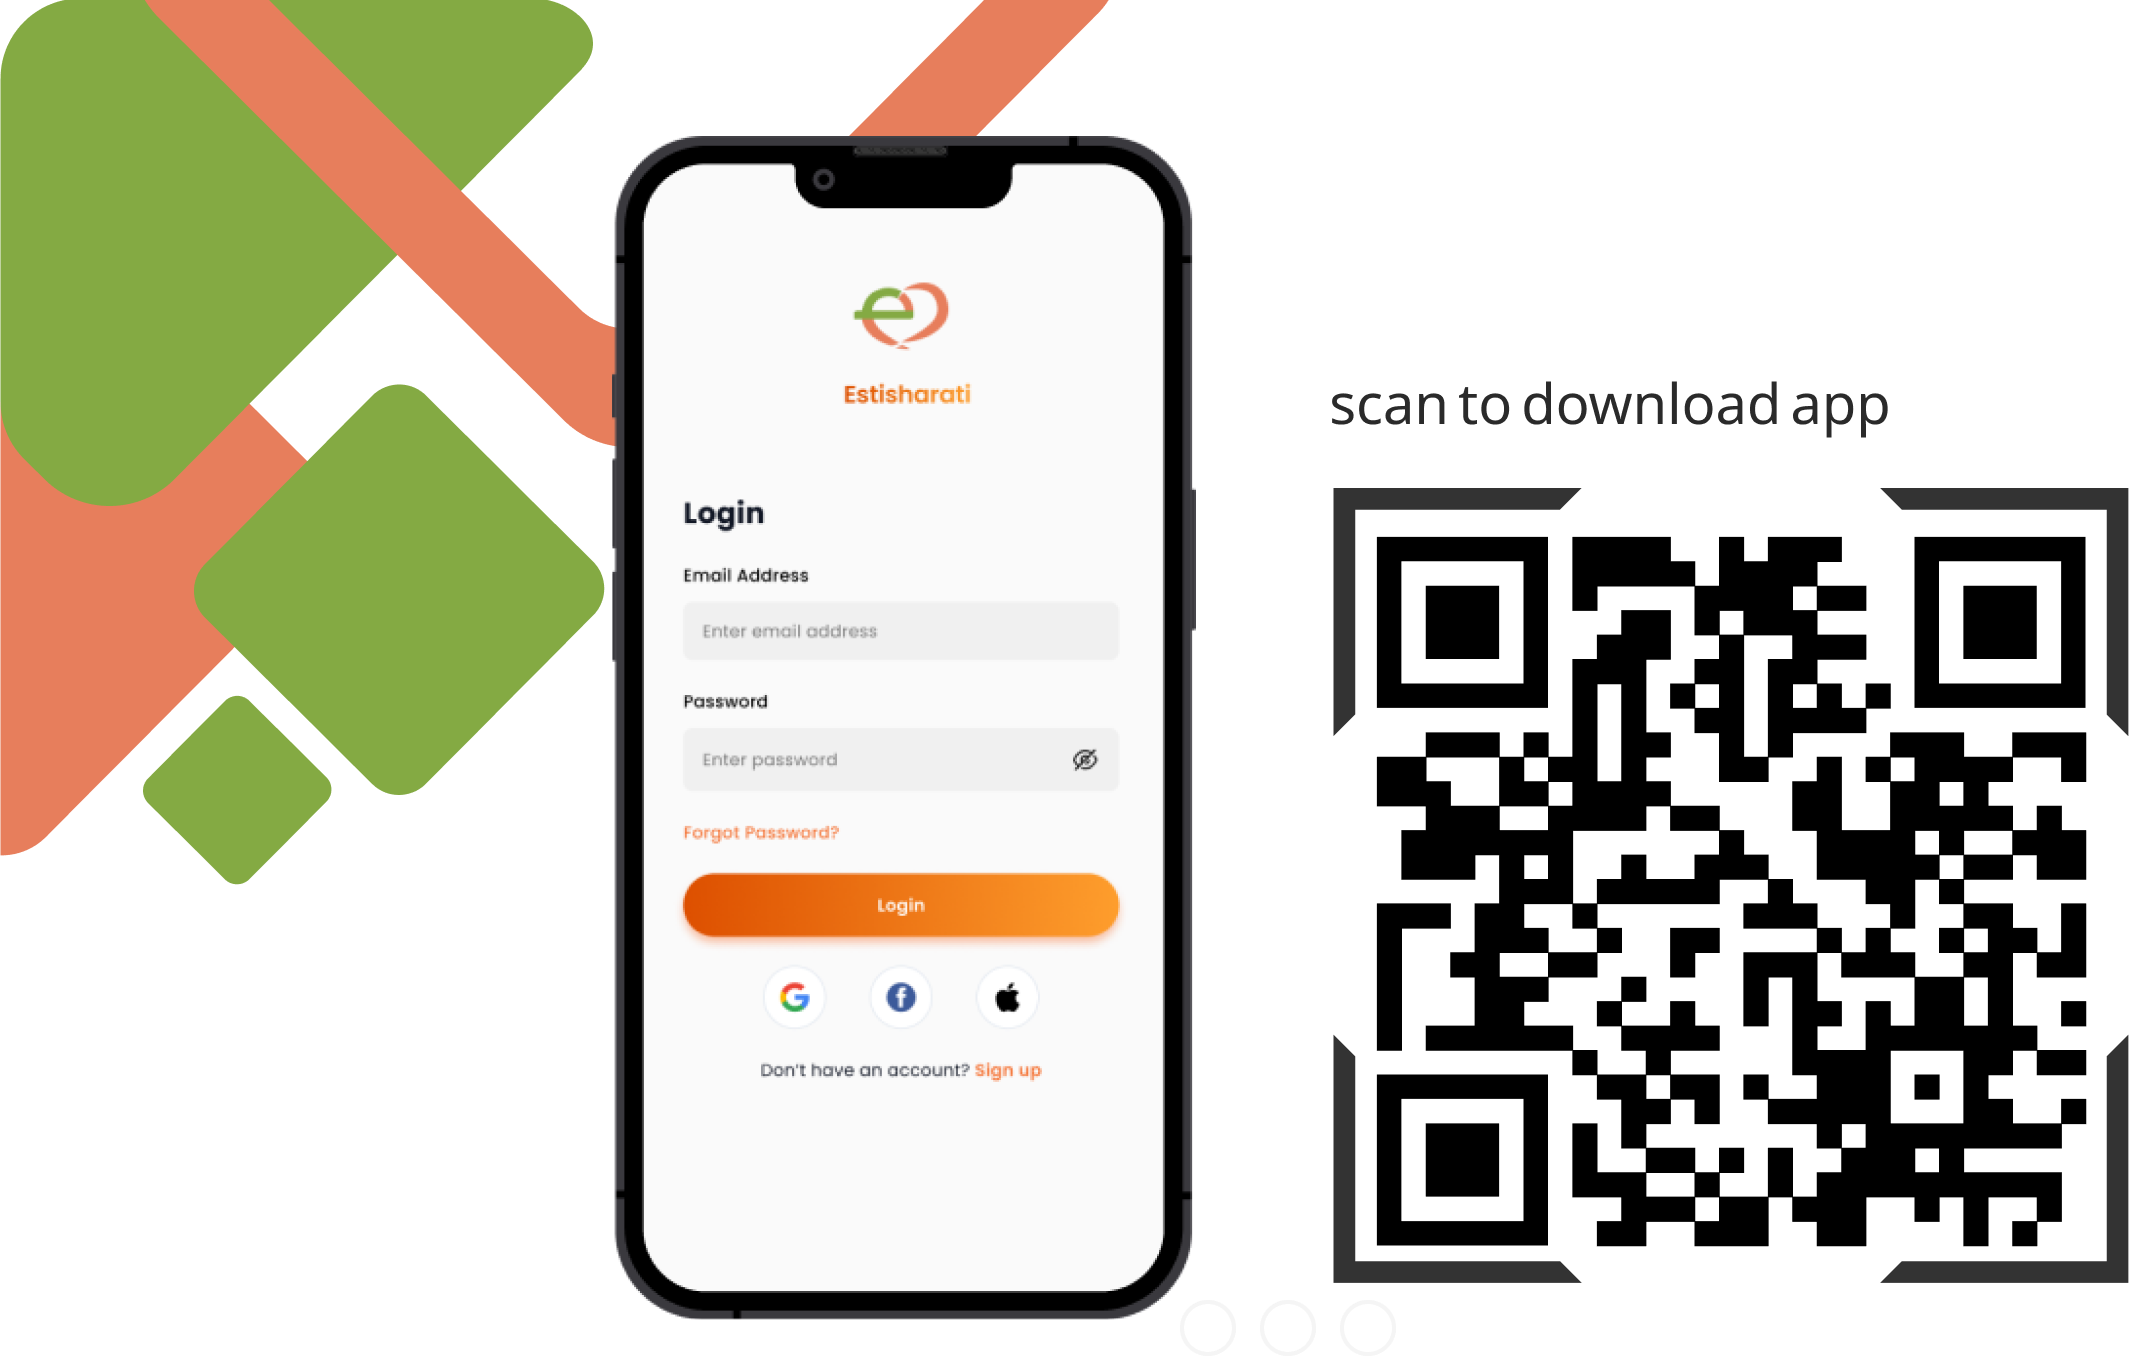 Estisharati
Login
Email Address
Enter email address
Password
Enter password
Forgot Password?
Login
Don't have an account? Sign up
scan to download app